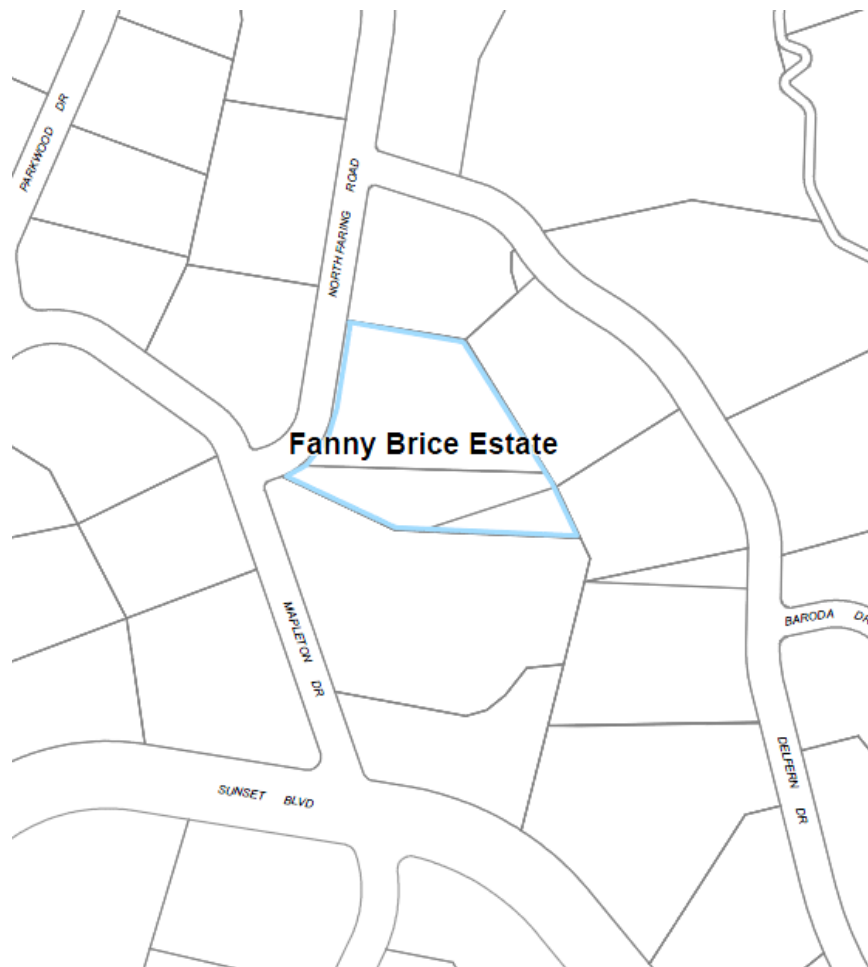 PARKWOOD DR
NORTH FARING ROAD
Fanny Brice Estate
MAPLETON DR
BARODA DR
DELFERN DR
SUNSET BLVD